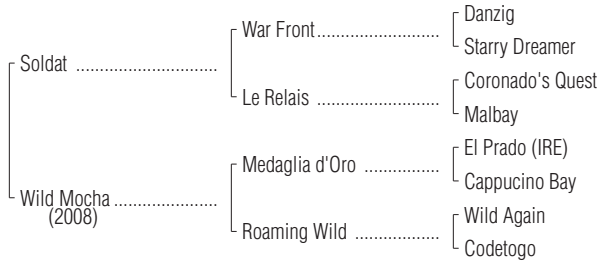 Danzig
War Front..............................
Starry Dreamer
Soldat ..................................
Coronado's Quest
Le Relais ..............................
Malbay
El Prado (IRE)
Medaglia d'Oro ..................
Cappucino Bay
Wild Mocha .........................
(2008)
Wild Again
Roaming Wild ....................
Codetogo